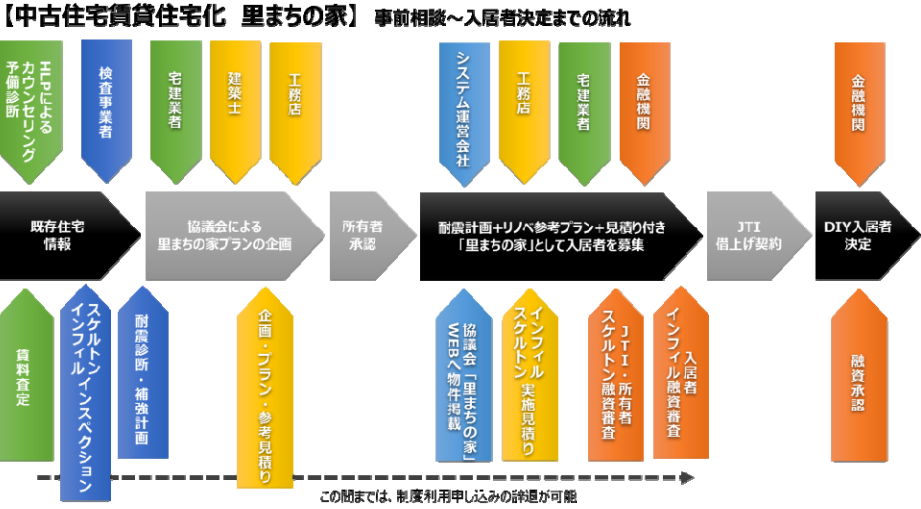 【中古住宅賃貸住宅化　里まちの家】 事前相談～入居者決定までの流れ
HLPによる
カウンセリング
予備診断
検査事業者
宅建業者
建築士
工務店
システム運営会社
工務店
宅建業者
金融機関
金融機関
既存住宅
情報
協議会による
里まちの家プランの企画
所有者
承認
耐震計画+リノベ参考プラン+見積り付き
「里まちの家」として入居者を募集
JTI
借上げ契約
DIY入居者
決定
賃料査定
スケルトン
インフィル インスペクション
耐震診断・補強計画
企画・プラン・参考見積り
協議会「里まちの家」
WEBへ物件掲載
インフィル
スケルトン 実施見積り
JTI・所有者
スケルトン融資審査
入居者
インフィル融資審査
融資承認
この間までは、制度利用申し込みの辞退が可能